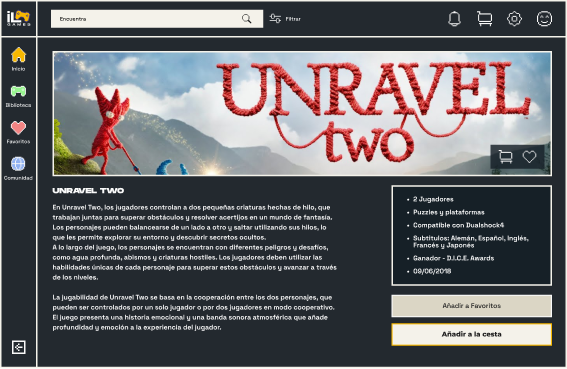 iLO
GAMES
Encuentra
Filtrar
Inicio
Biblioteca
Favoritos
Comunidad
UNRAVEL
two
UNRAVEL TWO
En Unravel Two, los jugadores controlan a dos pequeñas criaturas hechas de hilo, que
trabajan juntas para superar obstáculos y resolver acertijos en un mundo de fantasía.
Los personajes pueden balancearse de un lado a otro y saltar utilizando sus hilos, lo
que les permite explorar su entorno y descubrir secretos ocultos.
A lo largo del juego, los personajes se encuentran con diferentes peligros y desafíos,
como agua profunda, abismos y criaturas hostiles. Los jugadores deben utilizar las
habilidades únicas de cada personaje para superar estos obstáculos y avanzar a través
de los niveles.
La jugabilidad de Unravel Two se basa en la cooperación entre los dos personajes, que
pueden ser controlados por un solo jugador o por dos jugadores en modo cooperativo.
El juego presenta una historia emocional y una banda sonora atmosférica que añade
profundidad y emoción a la experiencia del jugador.
• 2 Jugadores
• Puzzles y plataformas
• Compatible con Dualshock4
• Subtítulos: Alemán, Español, Inglés,
Francés y Japonés
• Ganador - D.I.C.E. Awards
• 09/06/2018
Añadir a Favoritos
Añadir a la cesta